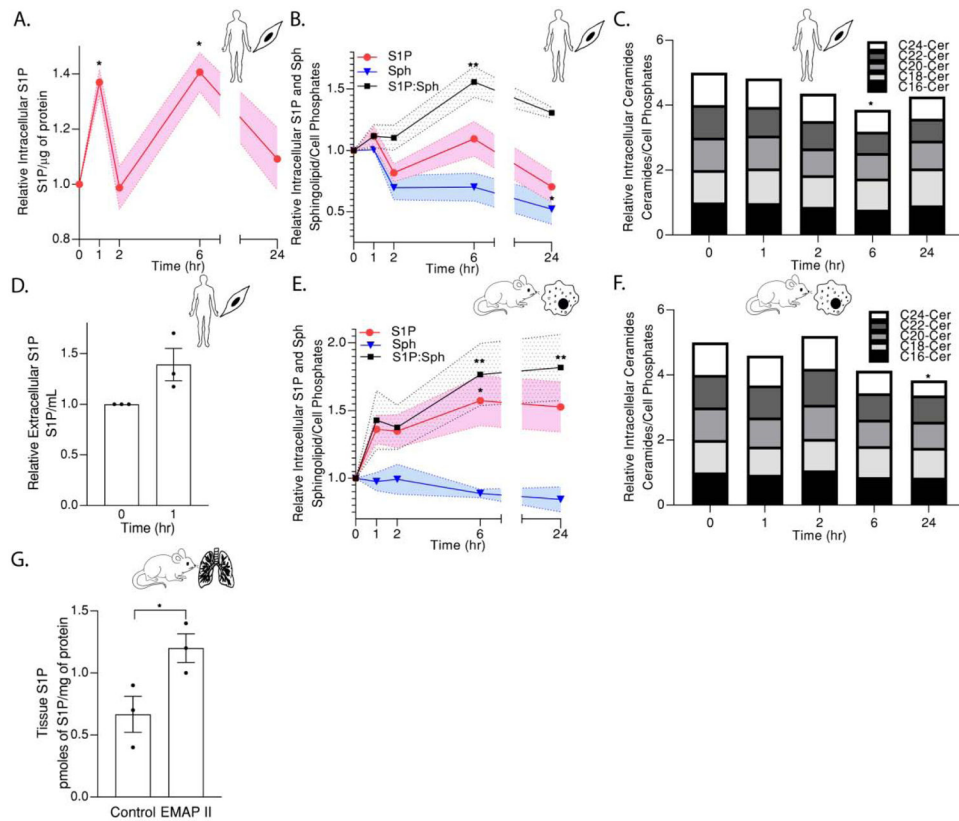 A.
Relative Intracellular S1P
S1P/µg of protein
1.4
1.2
1.0
0.8
*
*
0 1 2 6 24
Time (hr)
B.
Relative Intracellular S1P and Sph
Sphingolipid/Cell Phosphates
S1P
Sph
S1P:Sph
2.0
1.5
1.0
0.5
**
*
0 1 2 6 24
Time (hr)
C.
Relative Intracellular Ceramides
Ceramides/Cell Phosphates
C24-Cer
C22-Cer
C20-Cer
C18-Cer
C16-Cer
6
4
2
0
*
0 1 2 6 24
Time (hr)
D.
Relative Extracellular S1P
S1P/mL
1.5
1.0
0.5
0.0
0 1
Time (hr)
E.
Relative Intracellular S1P and Sph
Sphingolipid/Cell Phosphates
S1P
Sph
S1P:Sph
2.0
1.5
1.0
**
*
**
0 1 2 6 24
Time (hr)
F.
Relative Intracellelar Ceramides
Ceramides/Cell Phosphates
C24-Cer
C22-Cer
C20-Cer
C18-Cer
C16-Cer
6
4
2
0
*
0 1 2 6 24
Time (hr)
G.
Tissue S1P
pmoles of S1P/mg of protein
1.5
1.0
0.5
0.0
*
Control EMAP II